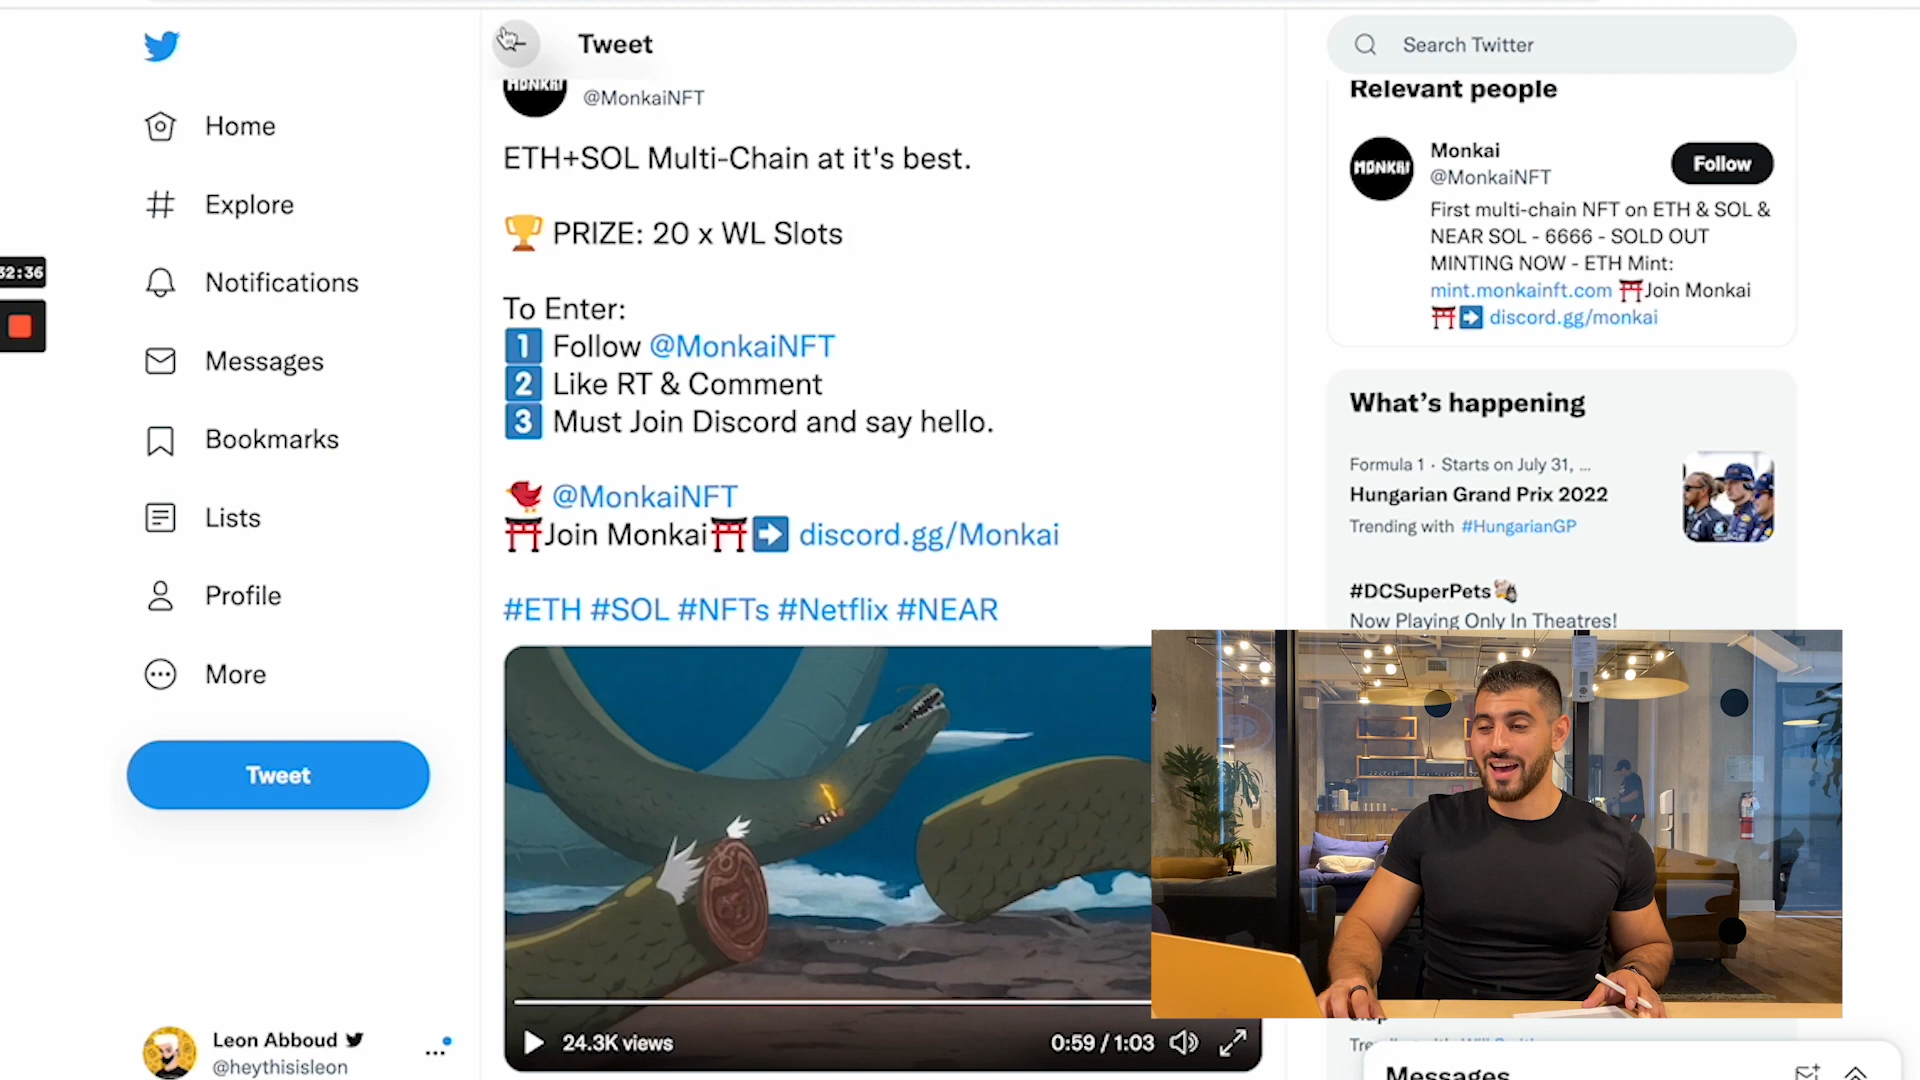 Tweet
Search Twitter
MONKAI
@MonkaiNFT
Relevant people
Home
ETH+SOL Multi-Chain at it's best.
MONKAI
Monkai
@MonkaiNFT
Follow
First multi-chain NFT on ETH & SOL &
NEAR SOL - 6666 - SOLD OUT
MINTING NOW - ETH Mint:
mint.monkainft.com ⛩️Join Monkai
⛩️➡️ discord.gg/monkai
Explore
🏆 PRIZE: 20 x WL Slots
32:36
Notifications
To Enter:
1️⃣ Follow @MonkaiNFT
2️⃣ Like RT & Comment
3️⃣ Must Join Discord and say hello.
Messages
Bookmarks
What's happening
Formula 1 · Starts on July 31, ...
Hungarian Grand Prix 2022
Trending with #HungarianGP
@MonkaiNFT
⛩️Join Monkai⛩️➡️ discord.gg/Monkai
Lists
Profile
#ETH #SOL #NFTs #Netflix #NEAR
#DCSuperPets
Now Playing Only In Theatres!
More
Tweet
24.3K views
0:59 / 1:03
Leon Abboud
@heythisisleon
Messages